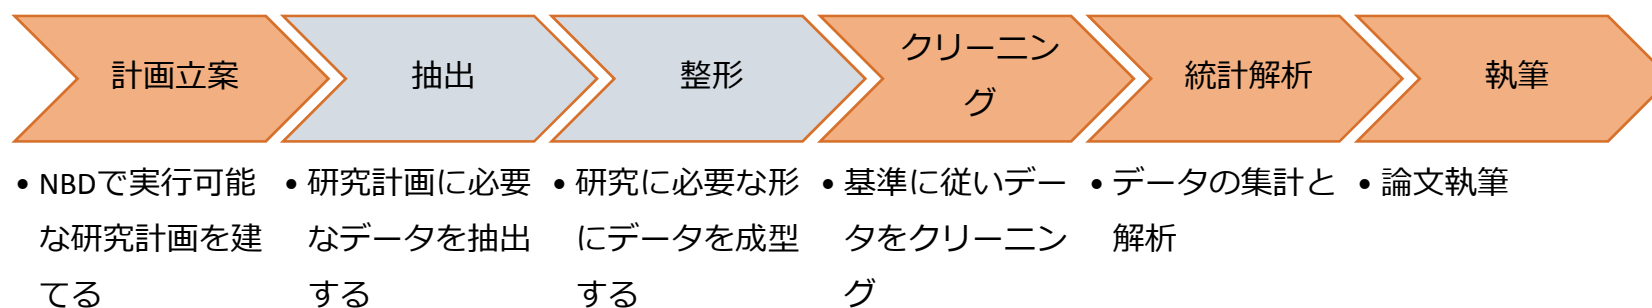 計画立案
抽出
整形
クリーニン
グ
統計解析
執筆
• NBDで実行可能
な研究計画を建
てる
• 研究計画に必要
なデータを抽出
する
• 研究に必要な形
にデータを成型
する
• 基準に従いデー
タをクリーニン
グ
• データの集計と
解析
• 論文執筆